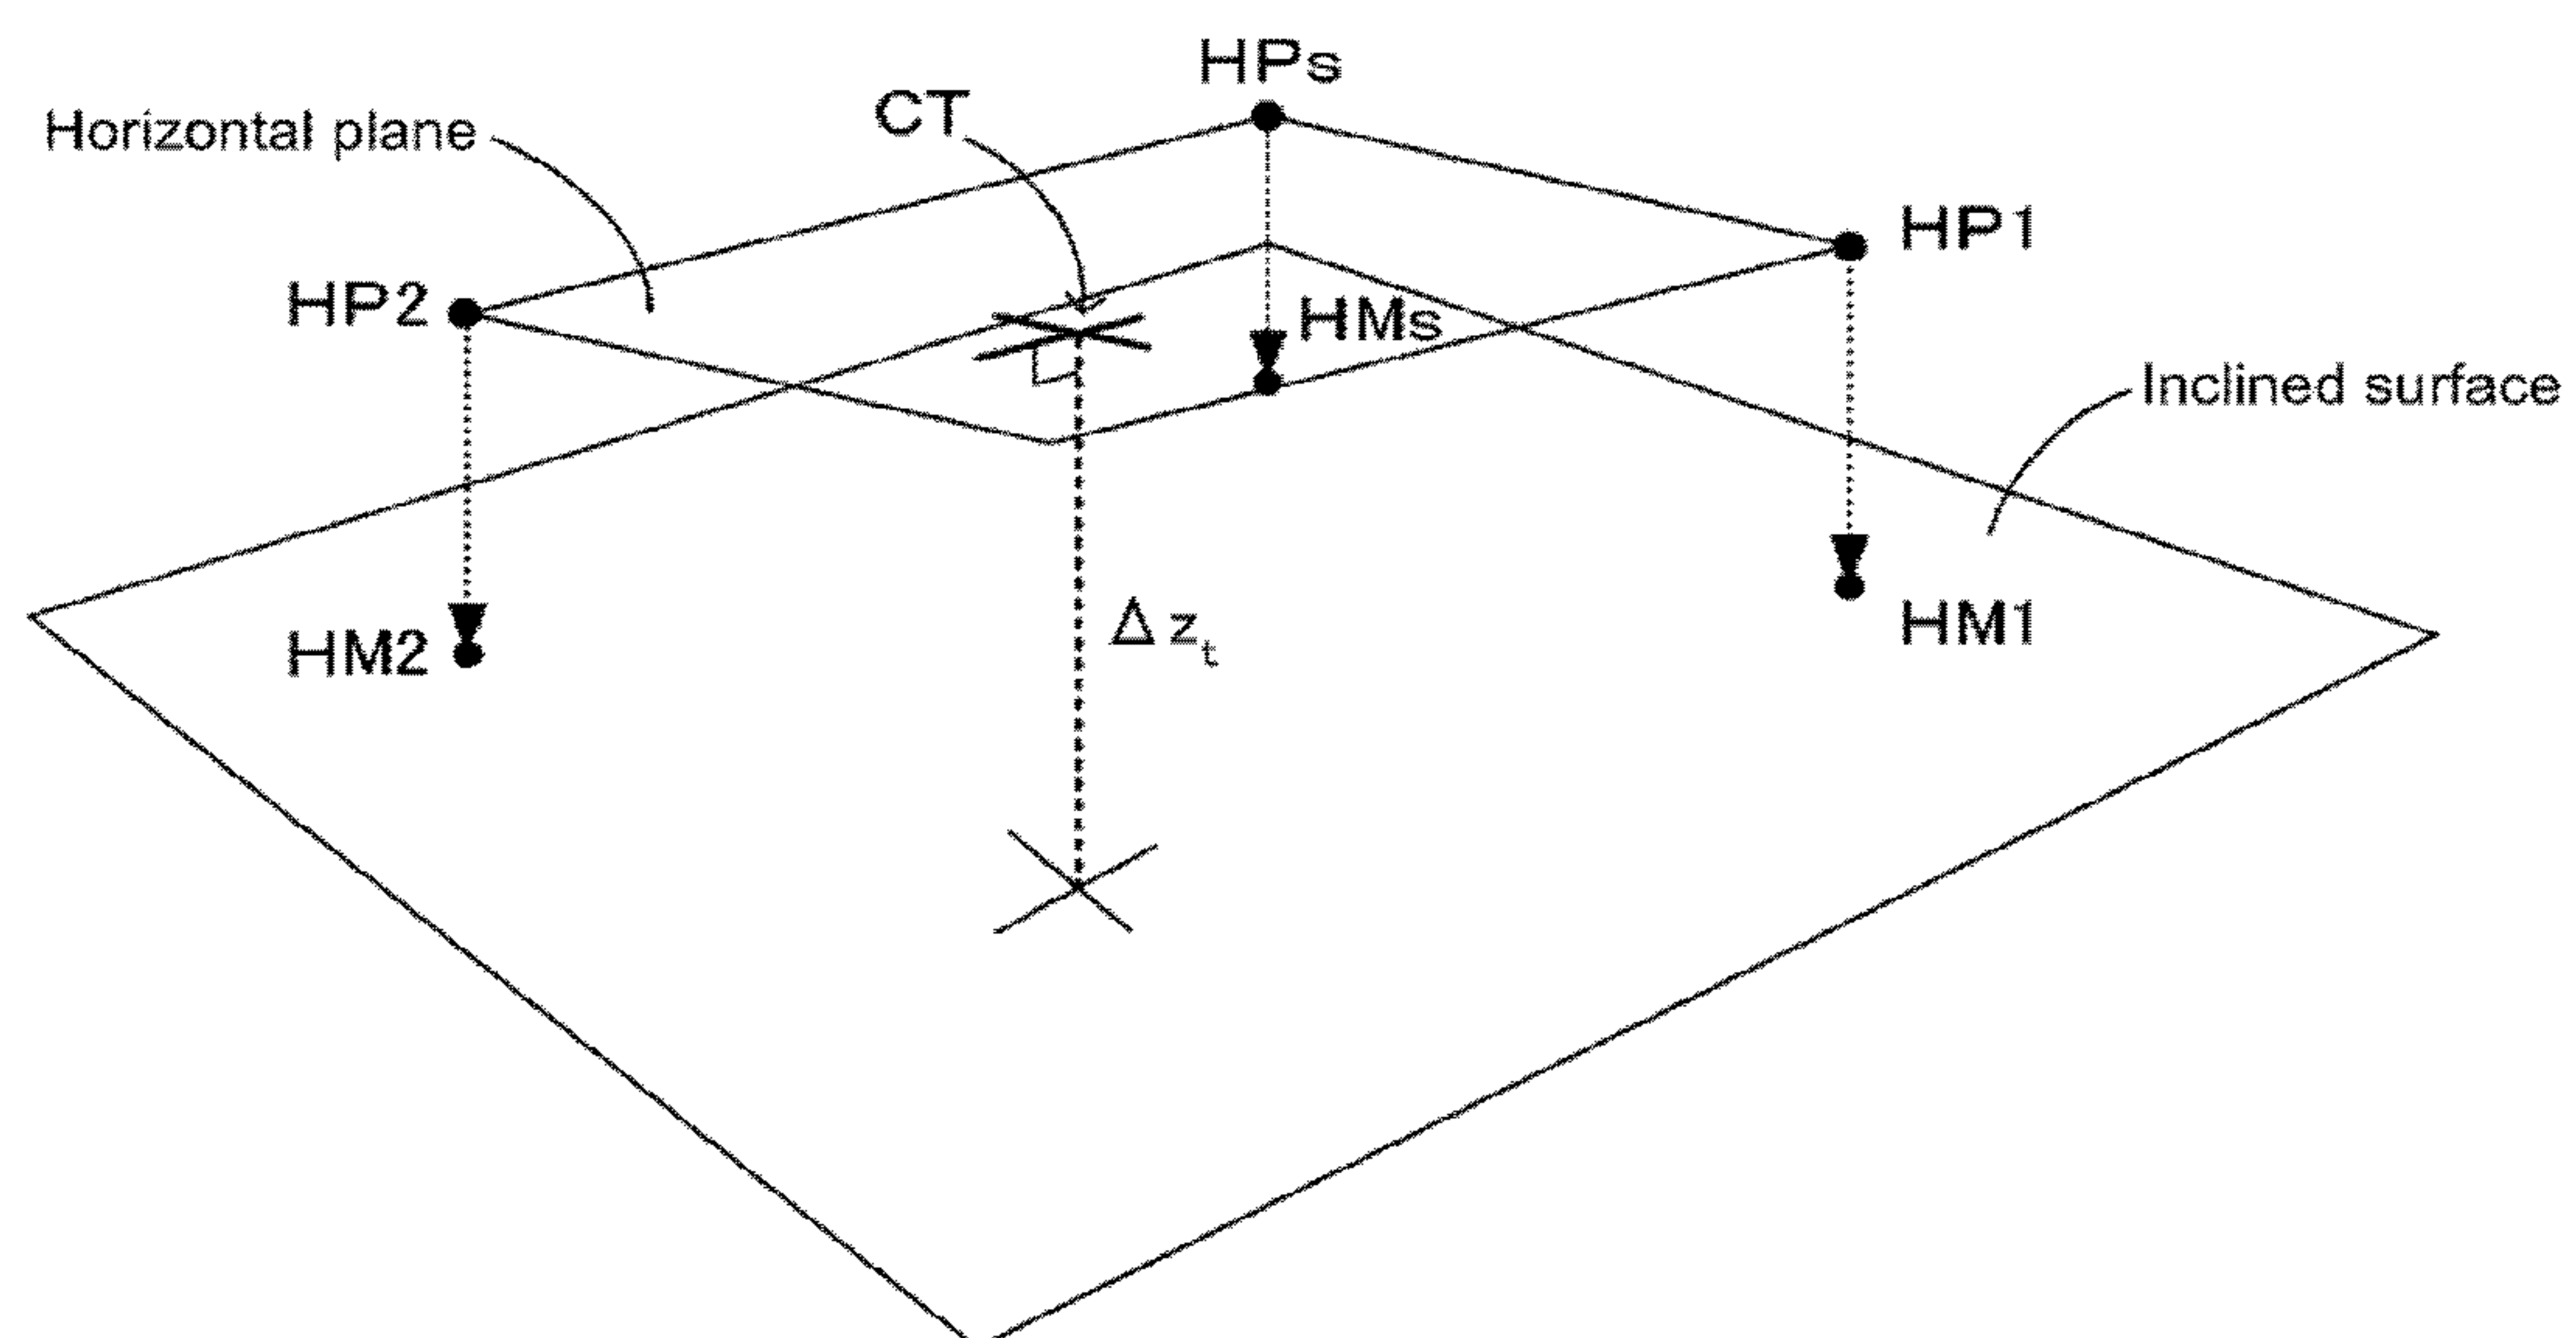 HPs
CT
Horizontal plane
HP1
HP2
HMs
Inclined surface
Δz_t
HM1
HM2